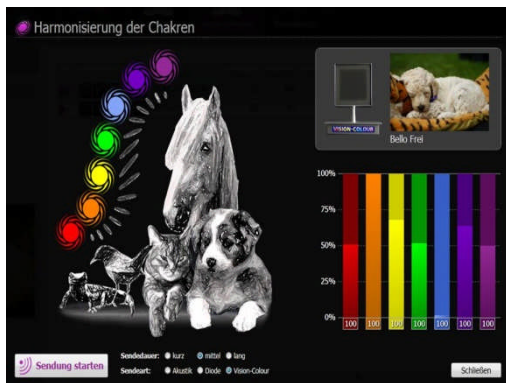 Harmonisierung der Chakren
VISION-COLOUR
Bello Frei
100%
75%
50%
25%
0%
100 100 100 100 100 100 100
Sendung starten
Sendedauer: kurz mittel lang
Sendeart: Akustik Diode Vision-Colour
Schließen